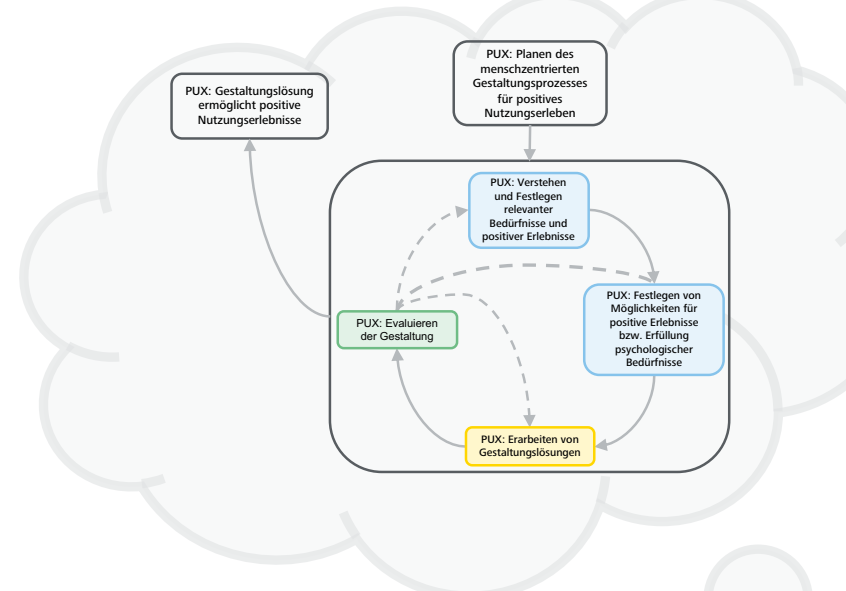 PUX: Planen des
menschzentrierten
Gestaltungsprozesses
für positives
Nutzungserleben
PUX: Gestaltungslösung
ermöglicht positive
Nutzungserlebnisse
PUX: Verstehen
und Festlegen
relevanter
Bedürfnisse und
positiver Erlebnisse
PUX: Festlegen von
Möglichkeiten für
positive Erlebnisse
bzw. Erfüllung
psychologischer
Bedürfnisse
PUX: Evaluieren
der Gestaltung
PUX: Erarbeiten von
Gestaltungslösungen